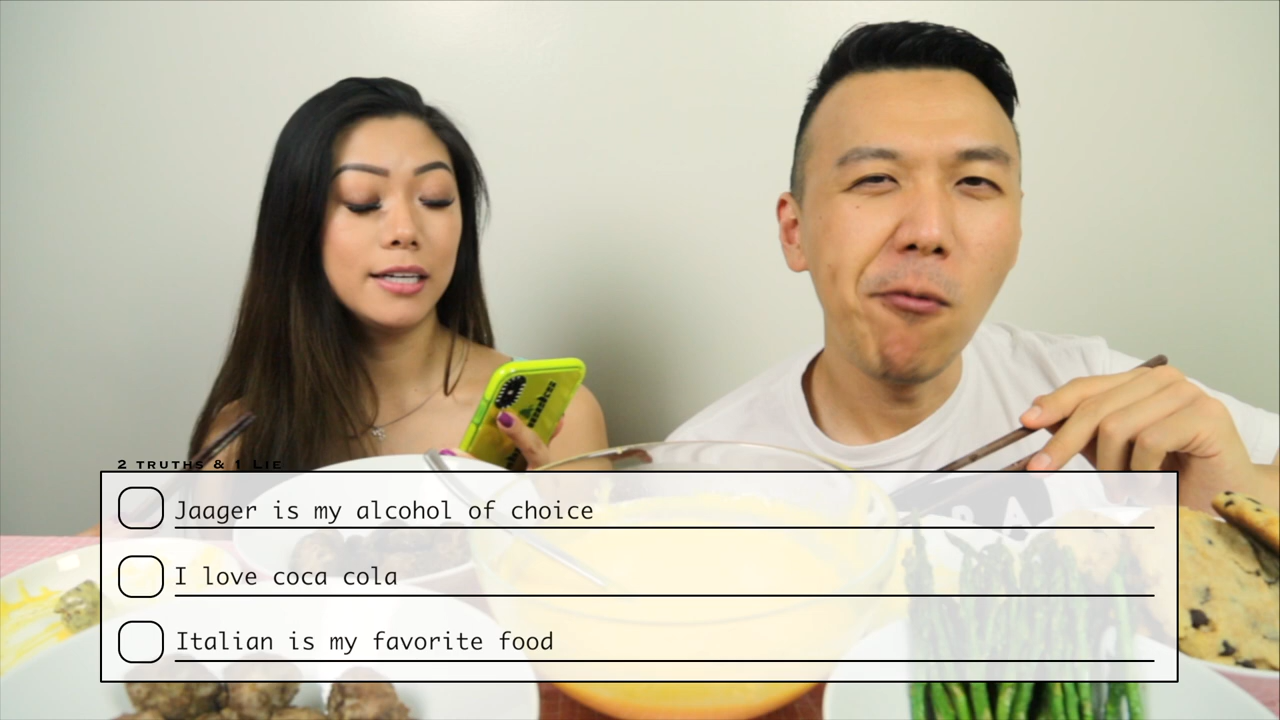 2 TRUTHS & 1 LIE
Jaager is my alcohol of choice
I love coca cola
Italian is my favorite food